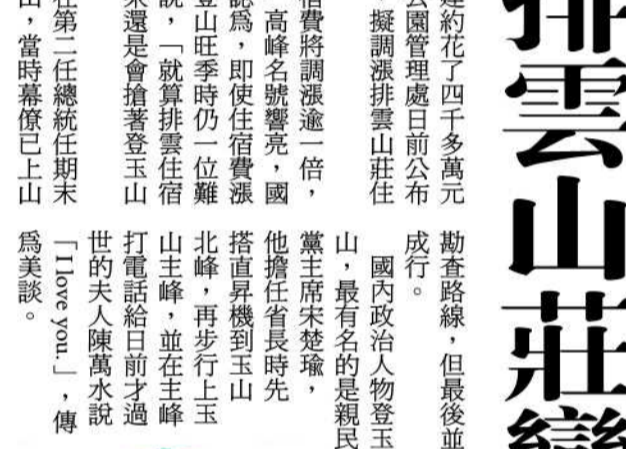 排雲山莊變
約花了四千多萬元
公園管理處日前公布
,擬調漲排雲山莊住
宿費將調漲逾一倍,
高峰名號響亮,國
認爲,即使住宿費漲
登山旺季時仍一位難
說,「就算排雲住宿
來還是會搶著登玉山
在第二任總統任期末
山,當時幕僚已上山
勘查路線,但最後並
成行。
國內政治人物登玉
山,最有名的是親民
黨主席宋楚瑜,
他擔任省長時先
搭直昇機到玉山
北峰,再步行上玉
山主峰,並在主峰
打電話給日前才過
世的夫人陳萬水說
「I love you.」,傳
爲美談。